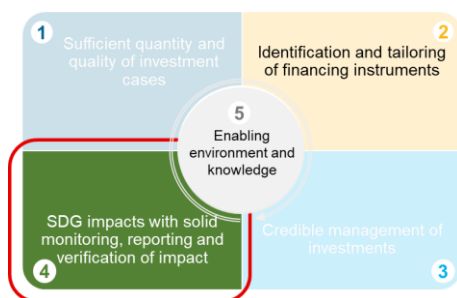 1
Sufficient quantity and
quality of investment
cases
2
Identification and tailoring
of financing instruments
5
Enabling
environment and
knowledge
SDG impacts with solid
monitoring, reporting and
verification of impact
4
Credible management of
investments
3